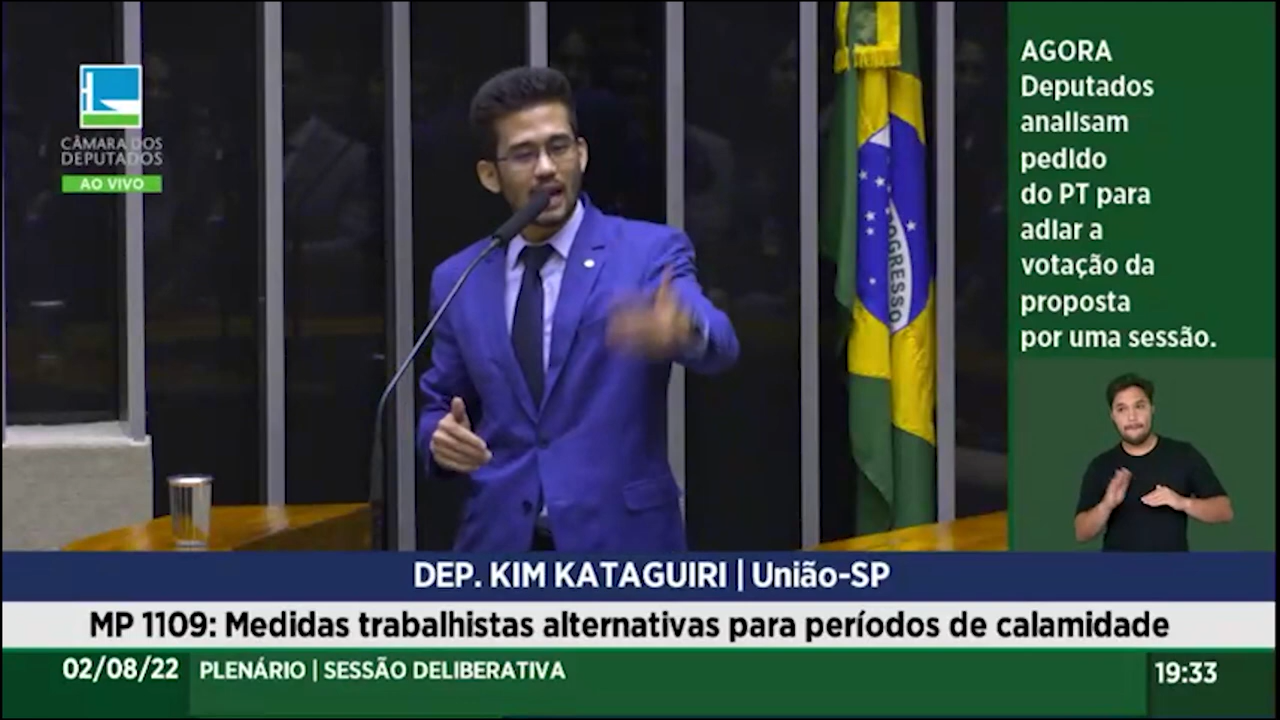 CÂMARA DOS
DEPUTADOS
AO VIVO
AGORA
Deputados
analisam
pedido
do PT para
adiar a
votação da
proposta
por uma sessão.
PROGRESSO
DEP. KIM KATAGUIRI | União-SP
MP 1109: Medidas trabalhistas alternativas para períodos de calamidade
02/08/22 PLENÁRIO | SESSÃO DELIBERATIVA 19:33